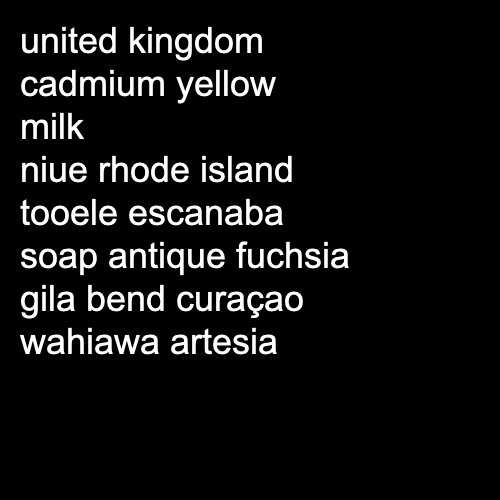 united kingdom
cadmium yellow
milk
niue rhode island
tooele escanaba
soap antique fuchsia
gila bend curaçao
wahiawa artesia